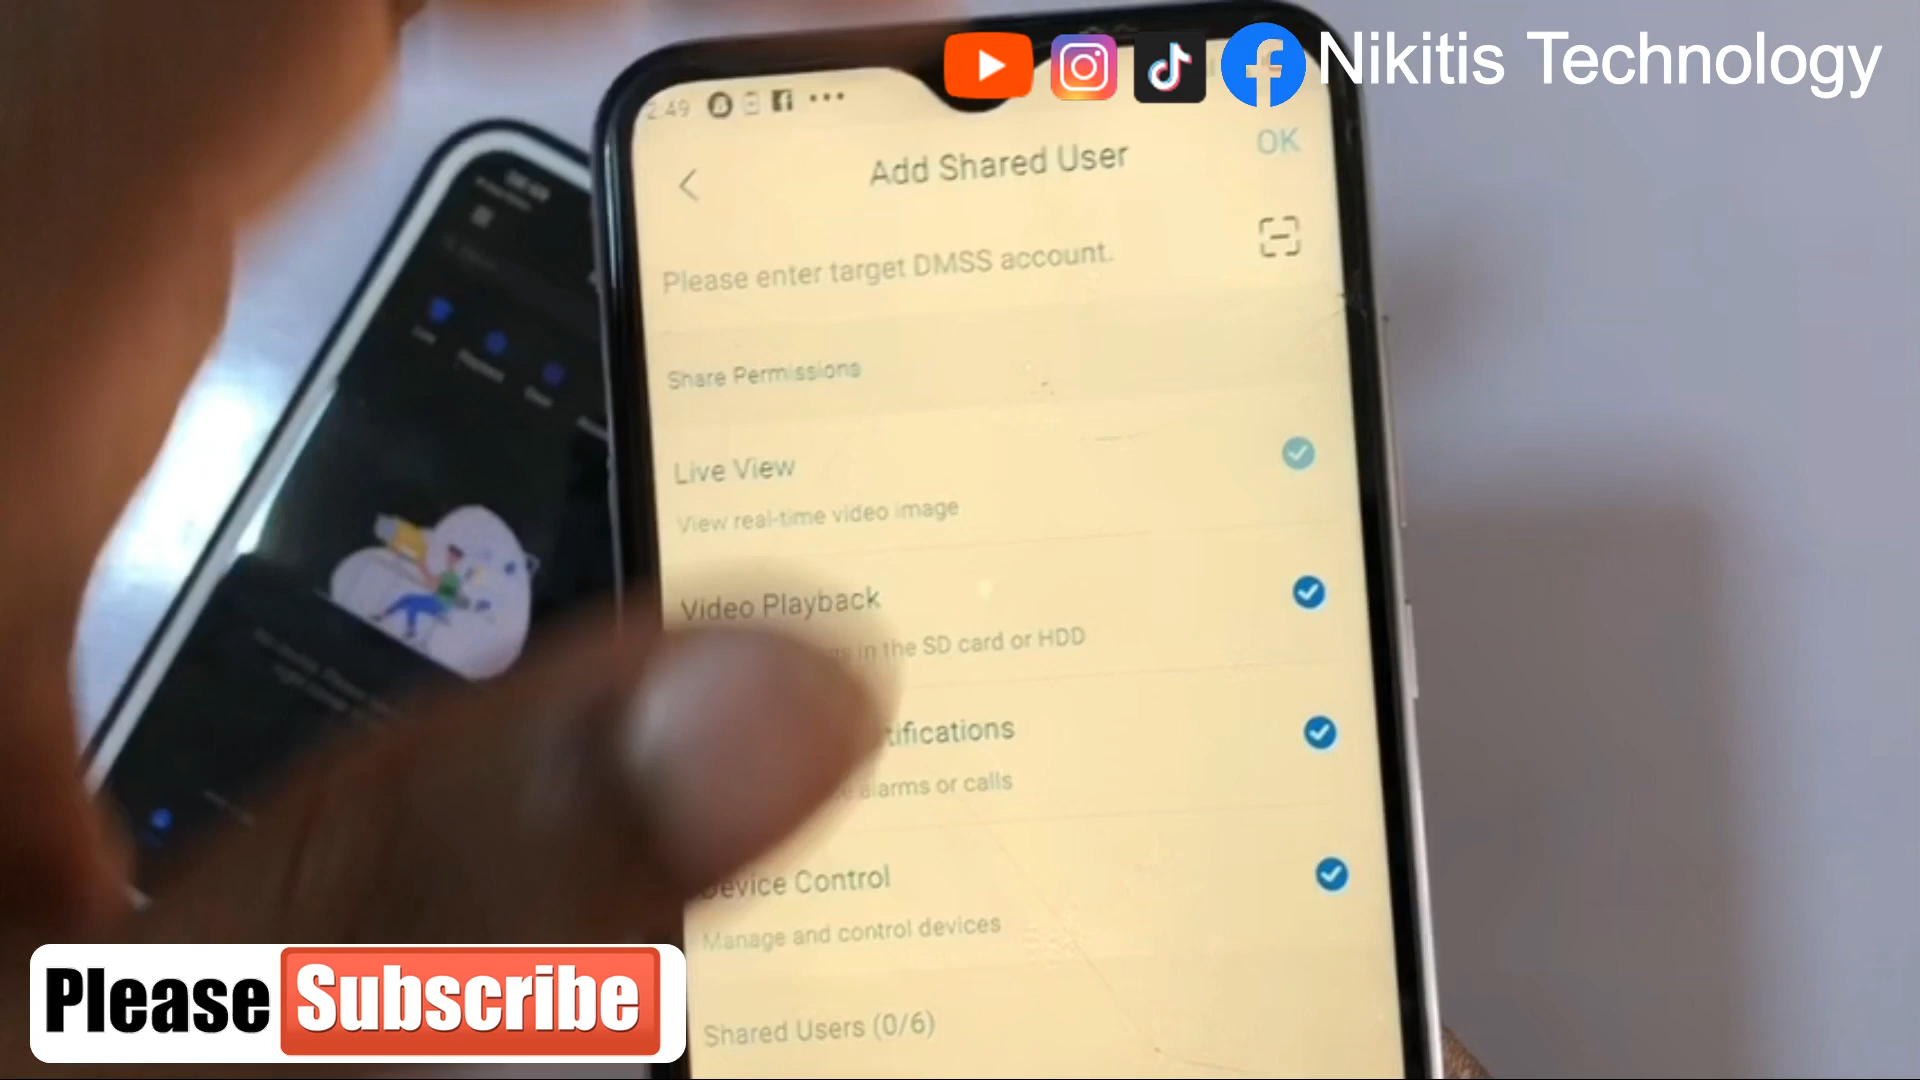 Nikitis Technology
2:49
Add Shared User
OK
Please enter target DMSS account.
Share Permissions
Live View
View real-time video image
Video Playback
in the SD card or HDD
alarms or calls
Device Control
Manage and control devices
Shared Users (0/6)
Please Subscribe